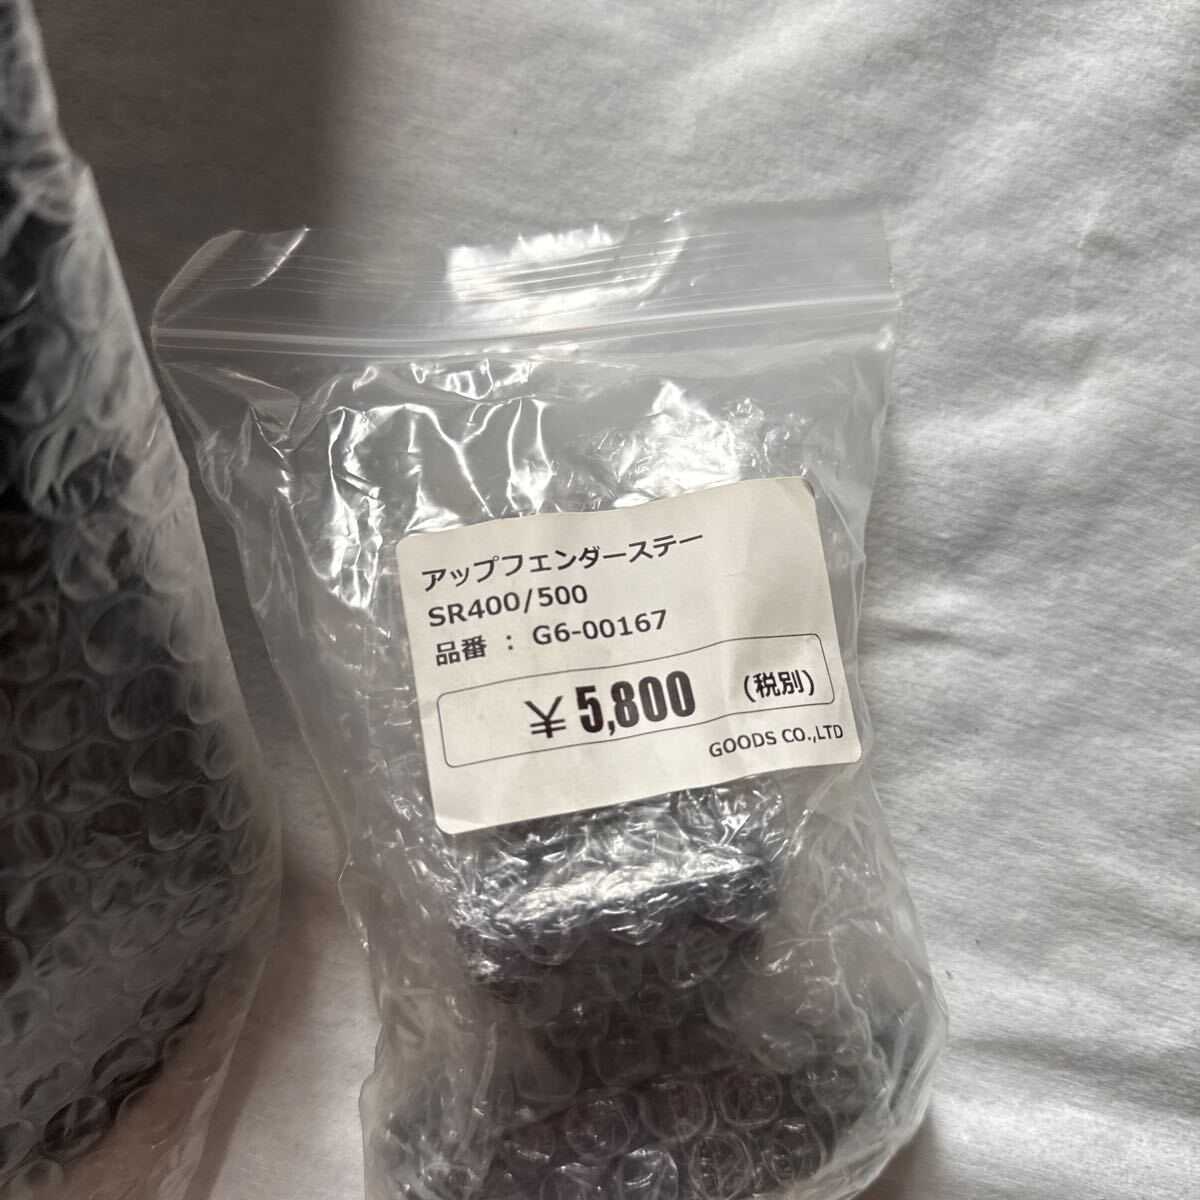 アップフェンダーステー
SR400/500
品番 : G6-00167
¥5,800 (税別)
GOODS CO.,LTD